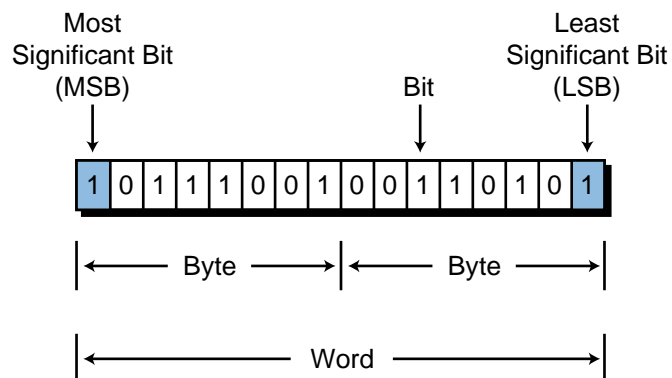 Most
Significant Bit
(MSB)
Bit
Least
Significant Bit
(LSB)
1 0 1 1 1 0 0 1 0 0 1 1 0 1 0 1
Byte Byte
Word